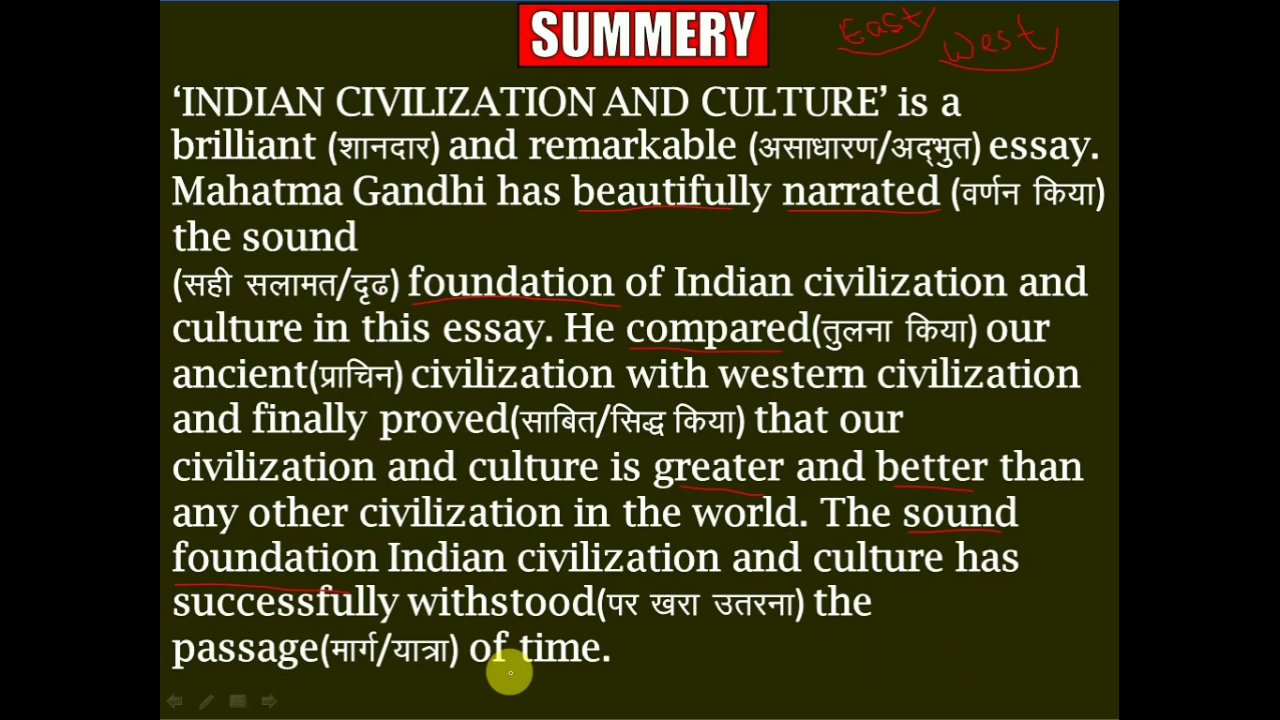 SUMMERY
East
West
‘INDIAN CIVILIZATION AND CULTURE’ is a
brilliant (शानदार) and remarkable (असाधारण/अद्भुत) essay.
Mahatma Gandhi has beautifully narrated (वर्णन किया)
the sound
(सही सलामत/दृढ) foundation of Indian civilization and
culture in this essay. He compared(तुलना किया) our
ancient(प्राचिन) civilization with western civilization
and finally proved(साबित/सिद्ध किया) that our
civilization and culture is greater and better than
any other civilization in the world. The sound
foundation Indian civilization and culture has
successfully withstood(पर खरा उतरना) the
passage(मार्ग/यात्रा) of time.